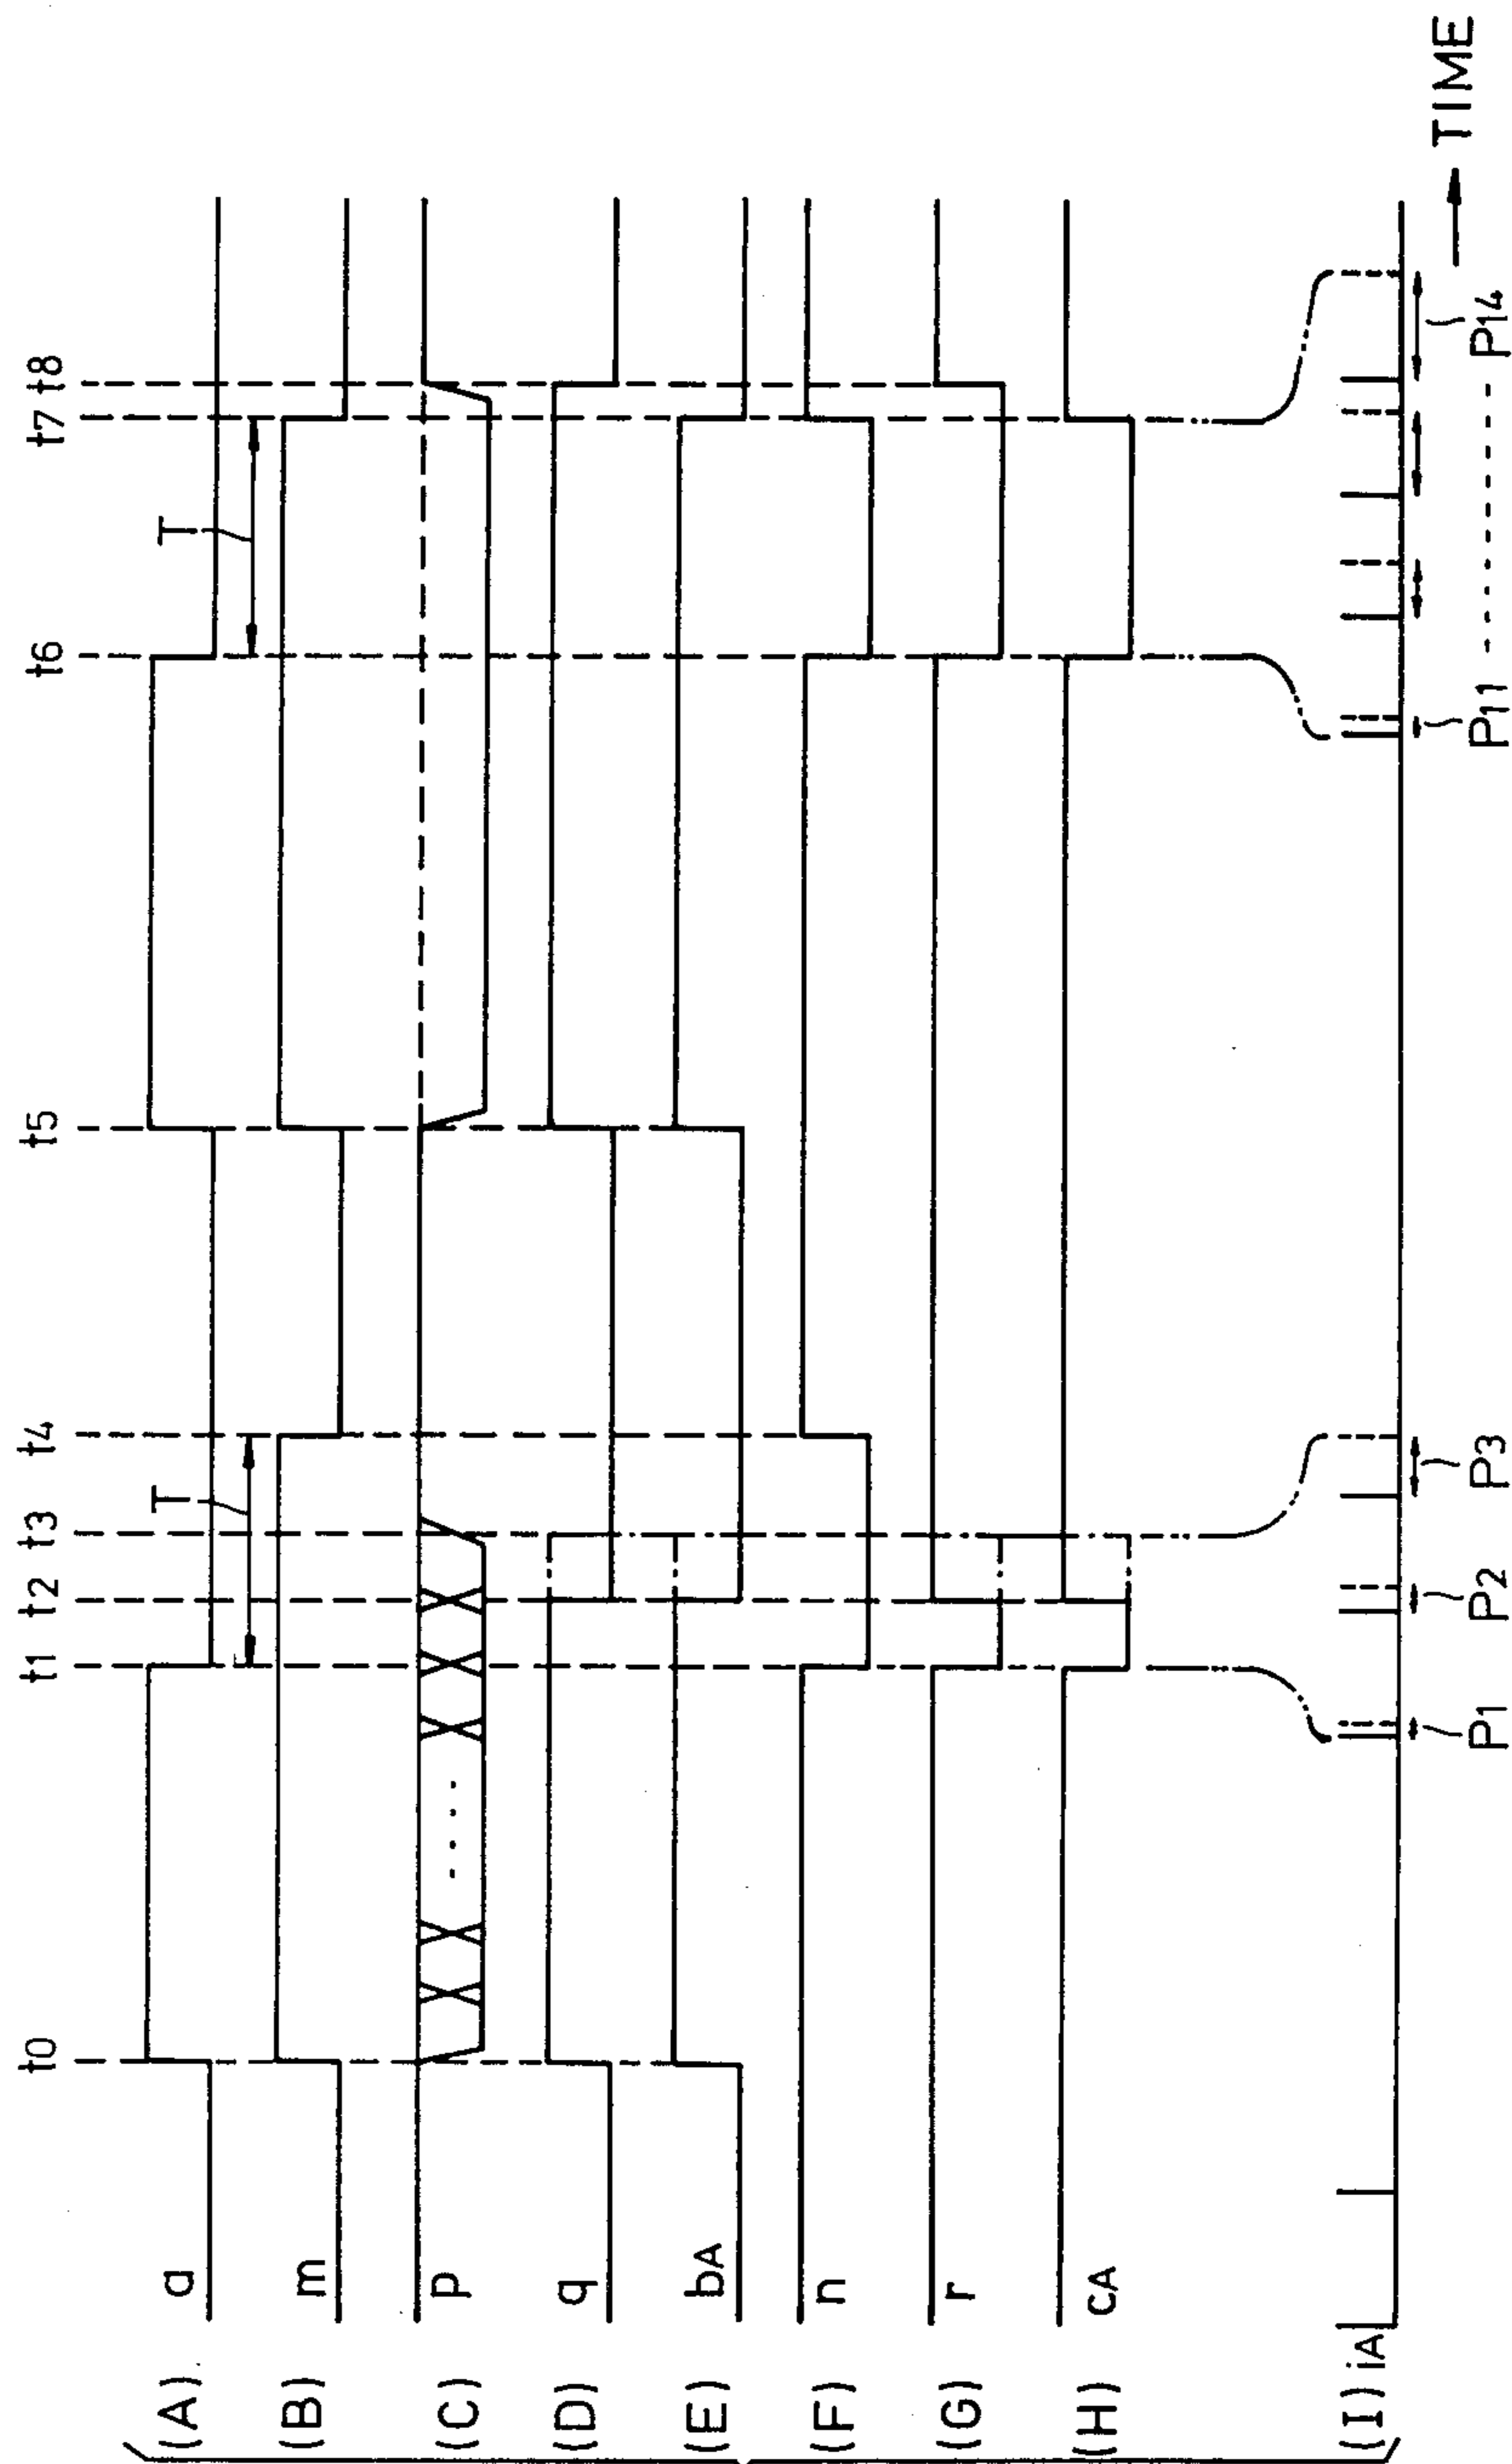 t0 t1 t2 t3 t4 t5 t6 t7 t8
T T
(A) a
(B) m
(C) p
(D) q
(E) bA
(F) n
(G) r
(H) CA
(I) iA
P1 P2 P3 P11 P14
TIME